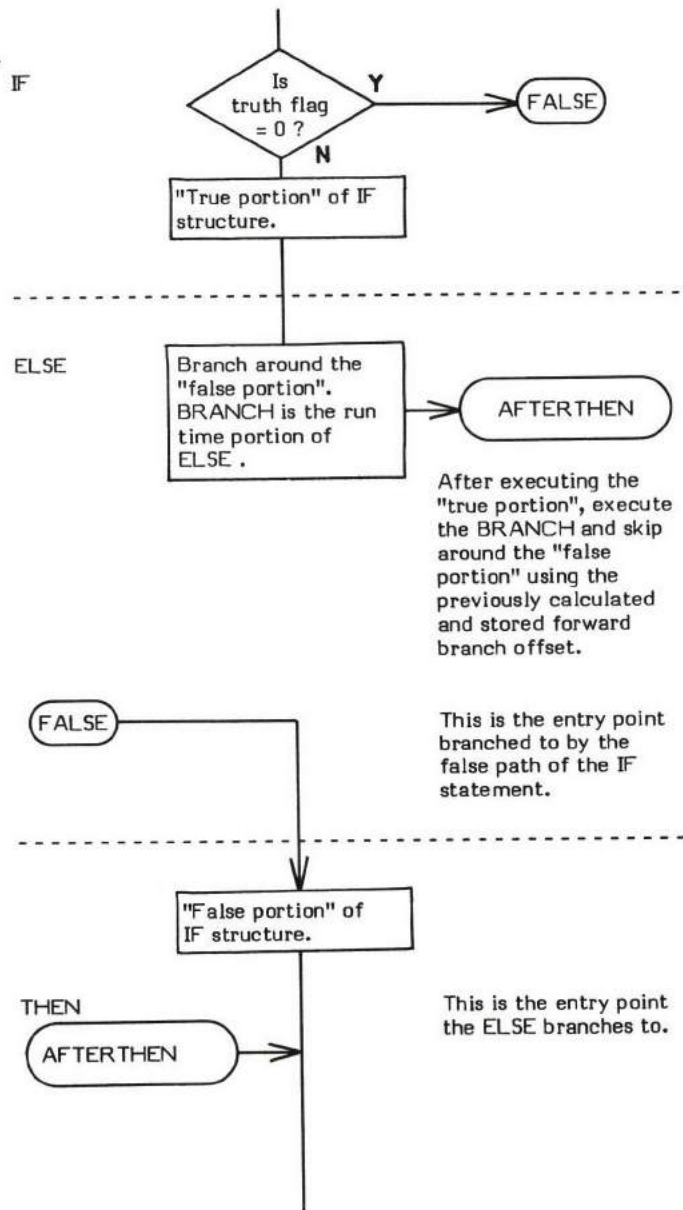 IF
Is
truth flag
= 0 ?
Y
FALSE
N
"True portion" of IF
structure.
ELSE
Branch around the
"false portion".
BRANCH is the run
time portion of
ELSE .
AFTERTHEN
After executing the
"true portion", execute
the BRANCH and skip
around the "false
portion" using the
previously calculated
and stored forward
branch offset.
FALSE
This is the entry point
branched to by the
false path of the IF
statement.
"False portion" of
IF structure.
THEN
AFTERTHEN
This is the entry point
the ELSE branches to.